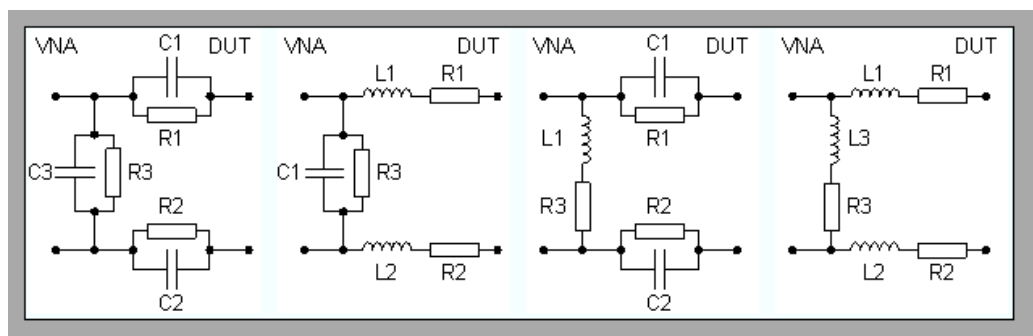 VNA C1 DUT
R1
C3 R3
R2
C2
VNA DUT
L1 R1
C1 R3
L2 R2
VNA C1 DUT
R1
L1
R3 R2
C2
VNA DUT
L1 R1
L3
R3
L2 R2